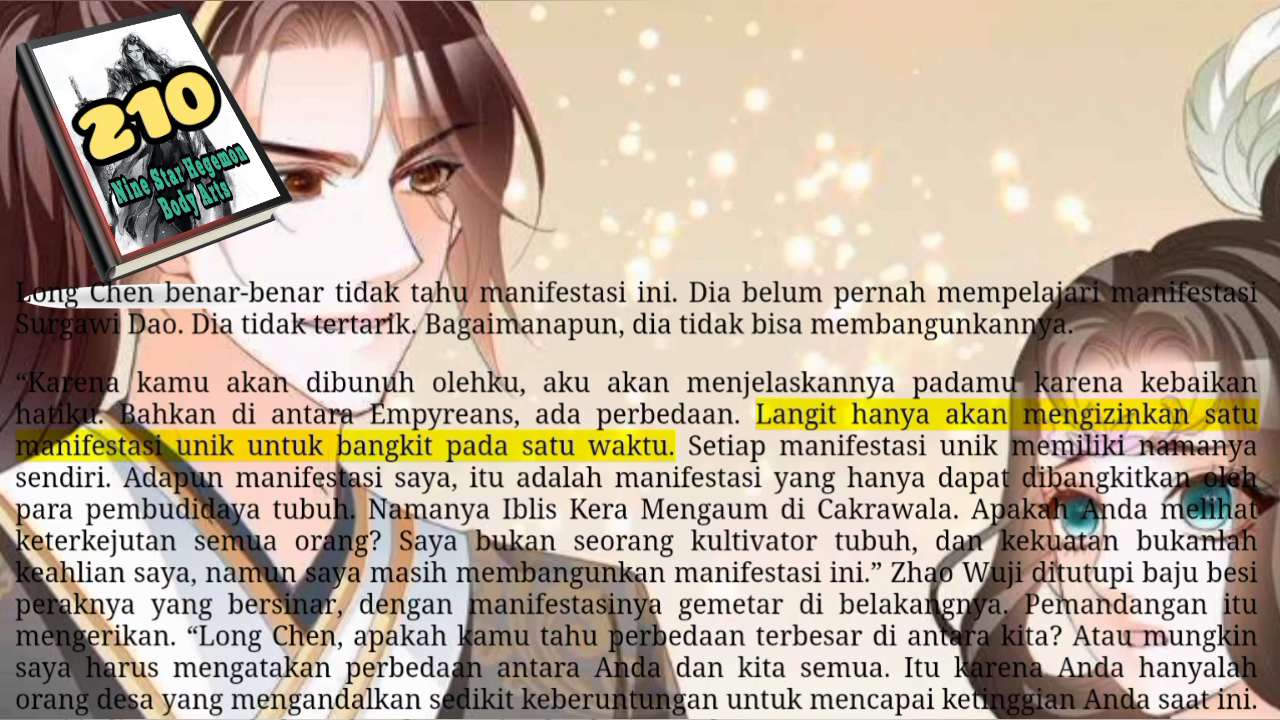 210
Nine Star Hegemon
Body Arts
Long Chen benar-benar tidak tahu manifestasi ini. Dia belum pernah mempelajari manifestasi
Surgawi Dao. Dia tidak tertarik. Bagaimanapun, dia tidak bisa membangunkannya.
“Karena kamu akan dibunuh olehku, aku akan menjelaskannya padamu karena kebaikan
hatiku. Bahkan di antara Empyreans, ada perbedaan. Langit hanya akan mengizinkan satu
manifestasi unik untuk bangkit pada satu waktu. Setiap manifestasi unik memiliki namanya
sendiri. Adapun manifestasi saya, itu adalah manifestasi yang hanya dapat dibangkitkan oleh
para pembudidaya tubuh. Namanya Iblis Kera Mengaum di Cakrawala. Apakah Anda melihat
keterkejutan semua orang? Saya bukan seorang kultivator tubuh, dan kekuatan bukanlah
keahlian saya, namun saya masih membangunkan manifestasi ini.” Zhao Wuji ditutupi baju besi
peraknya yang bersinar, dengan manifestasinya gemetar di belakangnya. Pemandangan itu
mengerikan. “Long Chen, apakah kamu tahu perbedaan terbesar di antara kita? Atau mungkin
saya harus mengatakan perbedaan antara Anda dan kita semua. Itu karena Anda hanyalah
orang desa yang mengandalkan sedikit keberuntungan untuk mencapai ketinggian Anda saat ini.